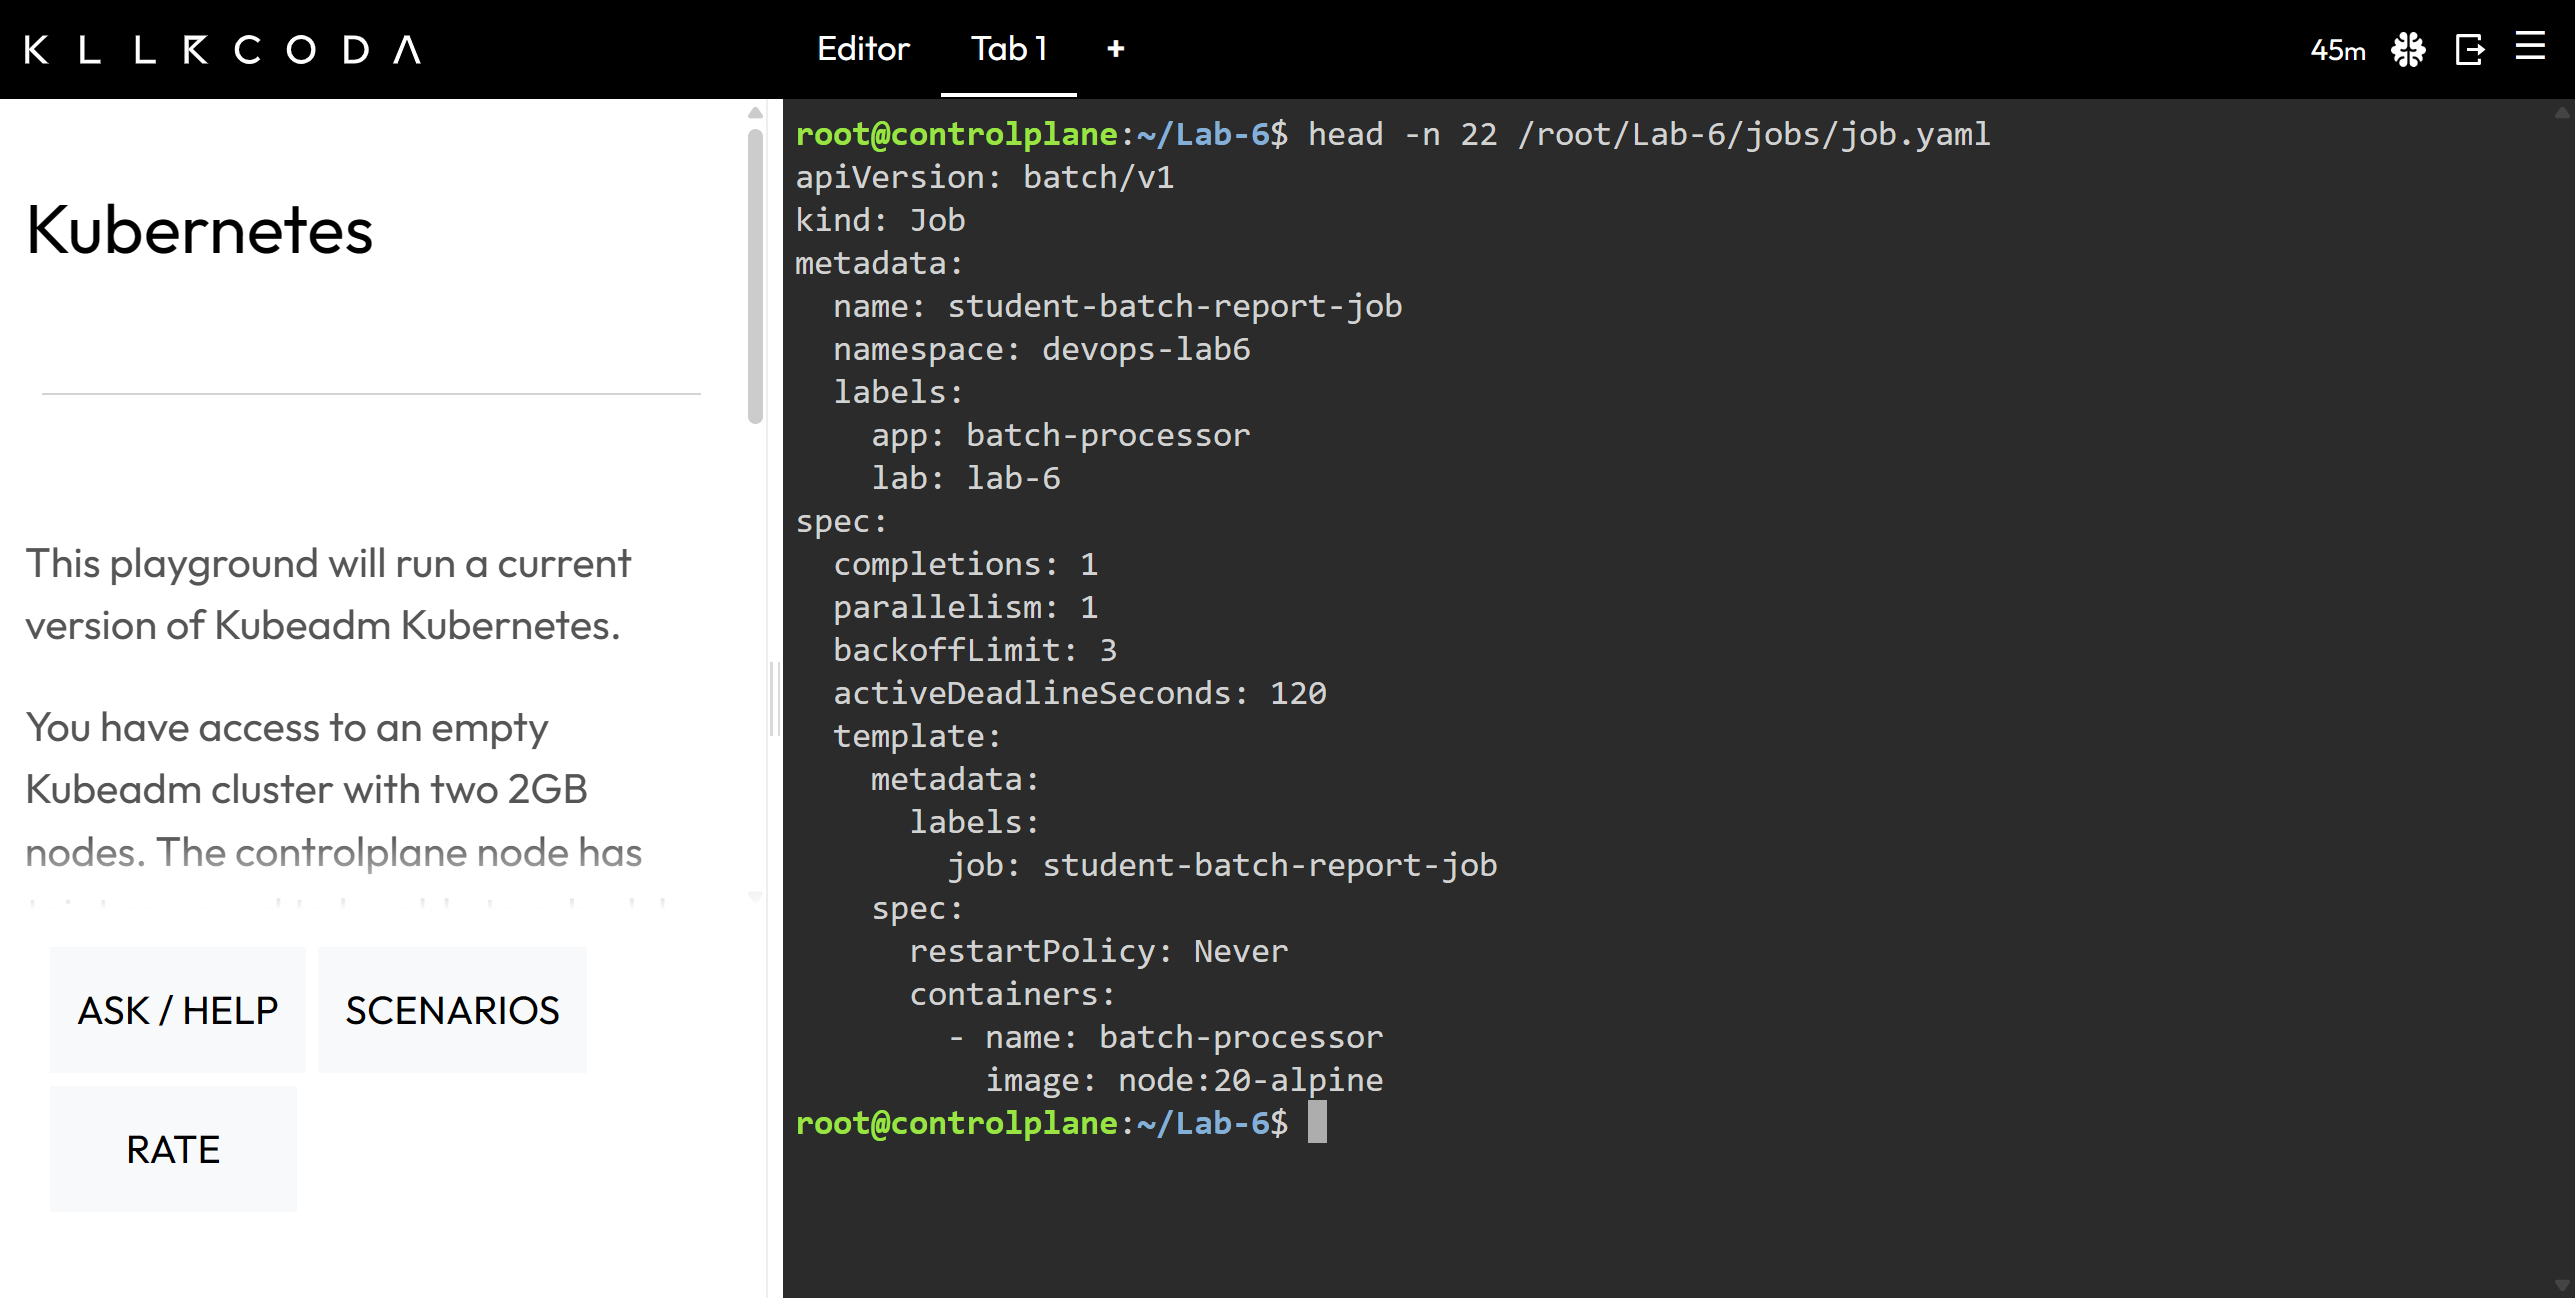 KILLERCODA
Editor
Tab 1
+
45m
Kubernetes
This playground will run a current
version of Kubeadm Kubernetes.
You have access to an empty
Kubeadm cluster with two 2GB
nodes. The controlplane node has
ASK / HELP
SCENARIOS
RATE
root@controlplane:~/Lab-6$ head -n 22 /root/Lab-6/jobs/job.yaml
apiVersion: batch/v1
kind: Job
metadata:
  name: student-batch-report-job
  namespace: devops-lab6
  labels:
    app: batch-processor
    lab: lab-6
spec:
  completions: 1
  parallelism: 1
  backoffLimit: 3
  activeDeadlineSeconds: 120
  template:
    metadata:
      labels:
        job: student-batch-report-job
    spec:
      restartPolicy: Never
      containers:
        - name: batch-processor
          image: node:20-alpine
root@controlplane:~/Lab-6$